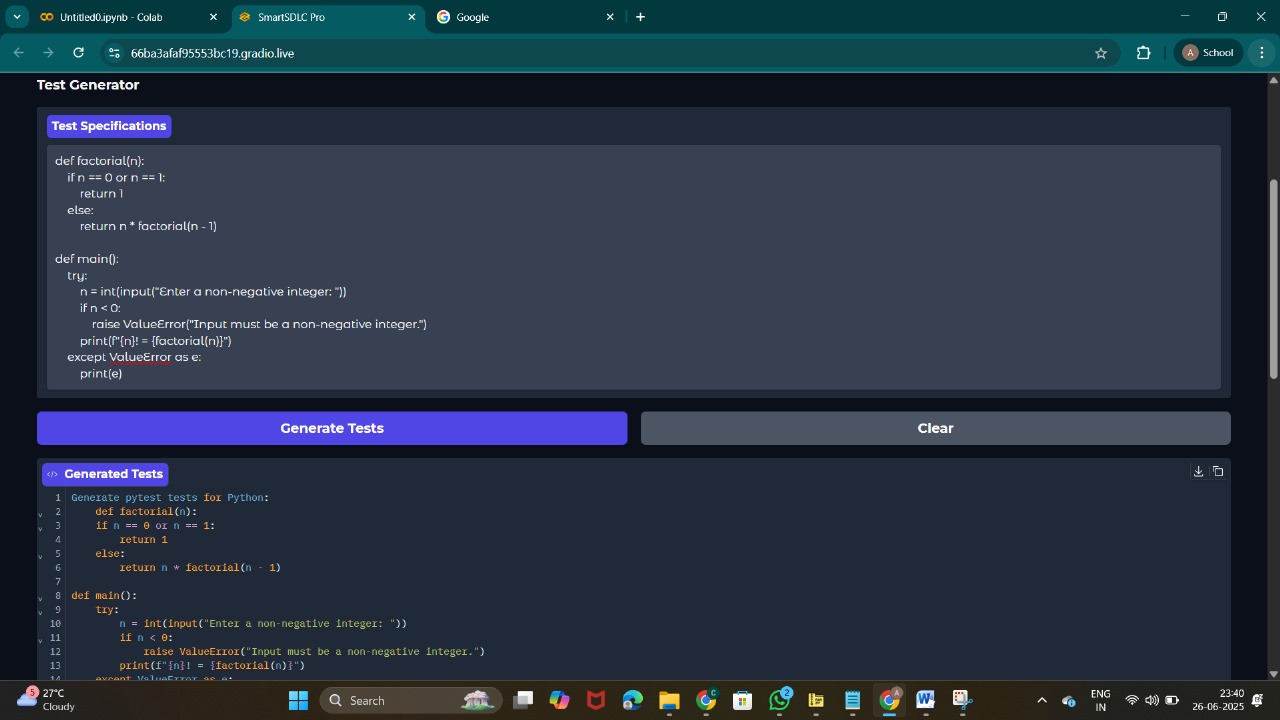 Untitled0.ipynb - Colab
SmartSDLC Pro
Google
66ba3afaf95553bc19.gradio.live
A School
Test Generator
Test Specifications
def factorial(n):
if n == 0 or n == 1:
return 1
else:
return n * factorial(n - 1)
def main():
try:
n = int(input("Enter a non-negative integer: "))
if n < 0:
raise ValueError("Input must be a non-negative integer.")
print(f"{n}! = {factorial(n)}")
except ValueError as e:
print(e)
Generate Tests
Clear
</> Generated Tests
1 Generate pytest tests for Python:
2 def factorial(n):
3 if n == 0 or n == 1:
4 return 1
5 else:
6 return n * factorial(n - 1)
7
8 def main():
9 try:
10 n = int(input("Enter a non-negative integer: "))
11 if n < 0:
12 raise ValueError("Input must be a non-negative integer.")
13 print(f"{n}! = {factorial(n)}")
14 except ValueError as e:
5
27°C
Cloudy
Search
C
A
2
ENG
IN
23:40
26-06-2025